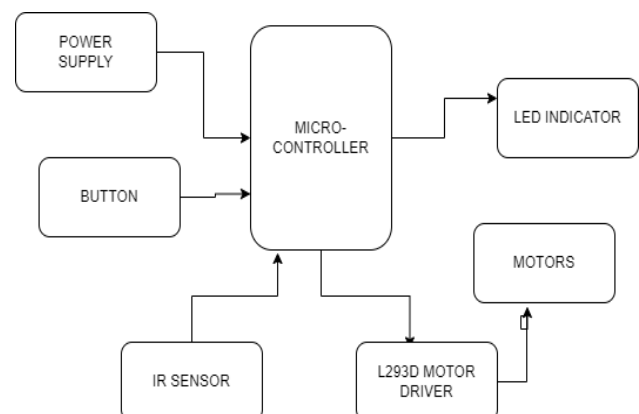 POWER
SUPPLY
MICRO-
CONTROLLER
LED INDICATOR
BUTTON
MOTORS
IR SENSOR
L293D MOTOR
DRIVER